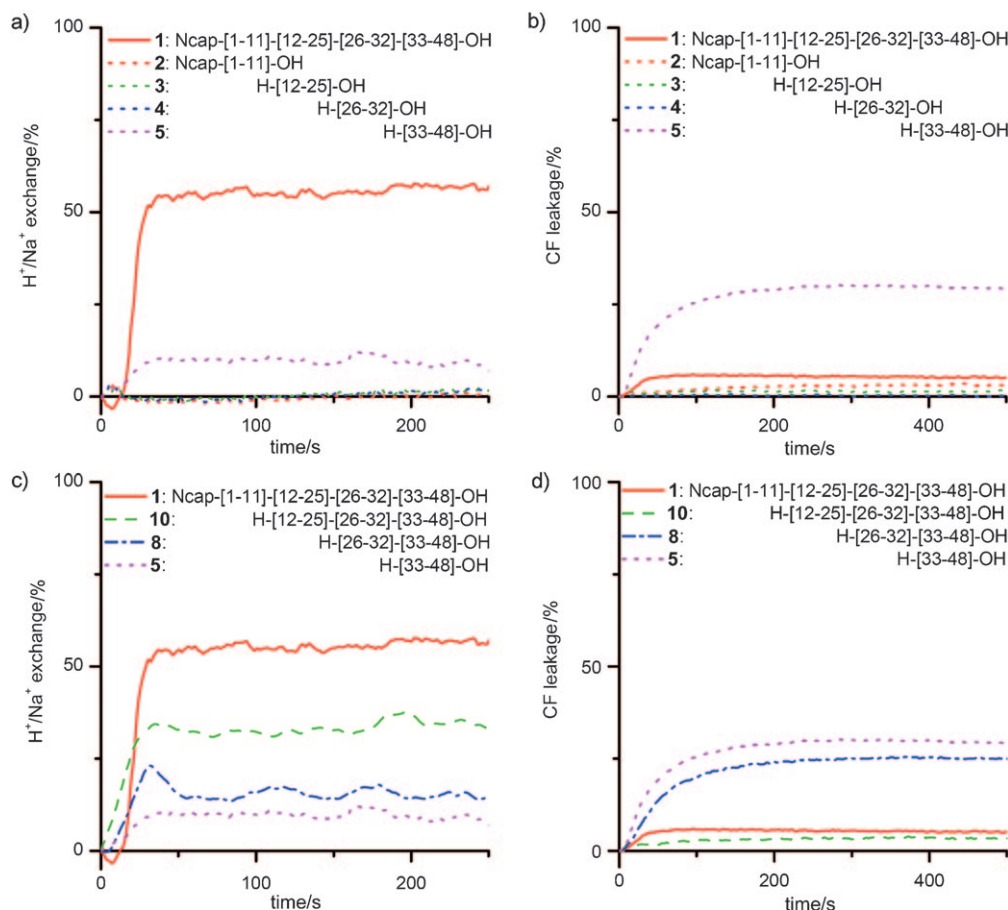 a)
100
50
0
H⁺/Na⁺ exchange/%
1: Ncap-[1-11]-[12-25]-[26-32]-[33-48]-OH
2: Ncap-[1-11]-OH
3: H-[12-25]-OH
4: H-[26-32]-OH
5: H-[33-48]-OH
0 100 200
time/s
b)
100
50
0
CF leakage/%
1: Ncap-[1-11]-[12-25]-[26-32]-[33-48]-OH
2: Ncap-[1-11]-OH
3: H-[12-25]-OH
4: H-[26-32]-OH
5: H-[33-48]-OH
0 200 400
time/s
c)
100
50
0
H⁺/Na⁺ exchange/%
1: Ncap-[1-11]-[12-25]-[26-32]-[33-48]-OH
10: H-[12-25]-[26-32]-[33-48]-OH
8: H-[26-32]-[33-48]-OH
5: H-[33-48]-OH
0 100 200
time/s
d)
100
50
0
CF leakage/%
1: Ncap-[1-11]-[12-25]-[26-32]-[33-48]-OH
10: H-[12-25]-[26-32]-[33-48]-OH
8: H-[26-32]-[33-48]-OH
5: H-[33-48]-OH
0 200 400
time/s